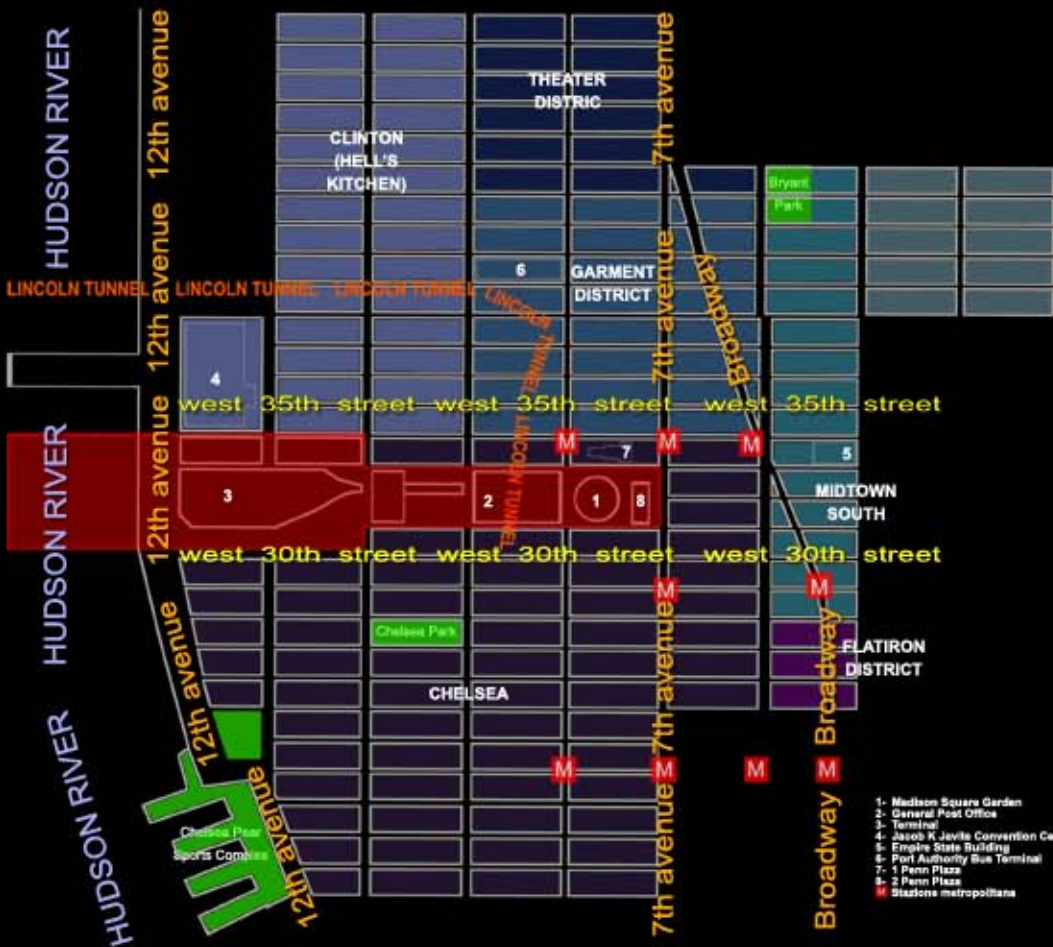 HUDSON RIVER
12th avenue
7th avenue
THEATER
DISTRIC
CLINTON
(HELL'S
KITCHEN)
Bryant
Park
12th avenue
7th avenue
Broadway
6
GARMENT
DISTRICT
LINCOLN TUNNEL LINCOLN TUNNEL LINCOLN TUNNEL LINCOLN TUNNEL LINCOLN TUNNEL
4
west 35th street west 35th street west 35th street
HUDSON RIVER
12th avenue
M M M
7
5
3
2
1
8
MIDTOWN
SOUTH
west 30th street west 30th street west 30th street
M M
12th avenue
7th avenue
Broadway
Chelsea Park
FLATIRON
DISTRICT
CHELSEA
HUDSON RIVER
M M M M
12th avenue
7th avenue
Broadway
Chelsea Pear
Sports Complex
1- Madison Square Garden
2- General Post Office
3- Terminal
4- Jacob K Javits Convention Ce
5- Empire State Building
6- Port Authority Bus Terminal
7- 1 Penn Plaza
8- 2 Penn Plaza
M Stazione metropolitana